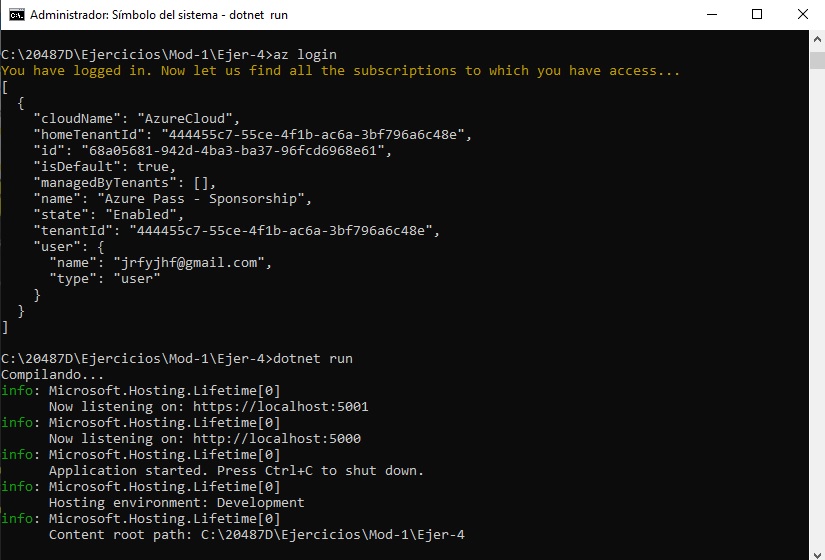 Administrador: Símbolo del sistema - dotnet run
C:\20487D\Ejercicios\Mod-1\Ejer-4>az login
You have logged in. Now let us find all the subscriptions to which you have access...
[
  {
    "cloudName": "AzureCloud",
    "homeTenantId": "444455c7-55ce-4f1b-ac6a-3bf796a6c48e",
    "id": "68a05681-942d-4ba3-ba37-96fcd6968e61",
    "isDefault": true,
    "managedByTenants": [],
    "name": "Azure Pass - Sponsorship",
    "state": "Enabled",
    "tenantId": "444455c7-55ce-4f1b-ac6a-3bf796a6c48e",
    "user": {
      "name": "jrfyjhf@gmail.com",
      "type": "user"
    }
  }
]
C:\20487D\Ejercicios\Mod-1\Ejer-4>dotnet run
Compilando...
info: Microsoft.Hosting.Lifetime[0]
      Now listening on: https://localhost:5001
info: Microsoft.Hosting.Lifetime[0]
      Now listening on: http://localhost:5000
info: Microsoft.Hosting.Lifetime[0]
      Application started. Press Ctrl+C to shut down.
info: Microsoft.Hosting.Lifetime[0]
      Hosting environment: Development
info: Microsoft.Hosting.Lifetime[0]
      Content root path: C:\20487D\Ejercicios\Mod-1\Ejer-4